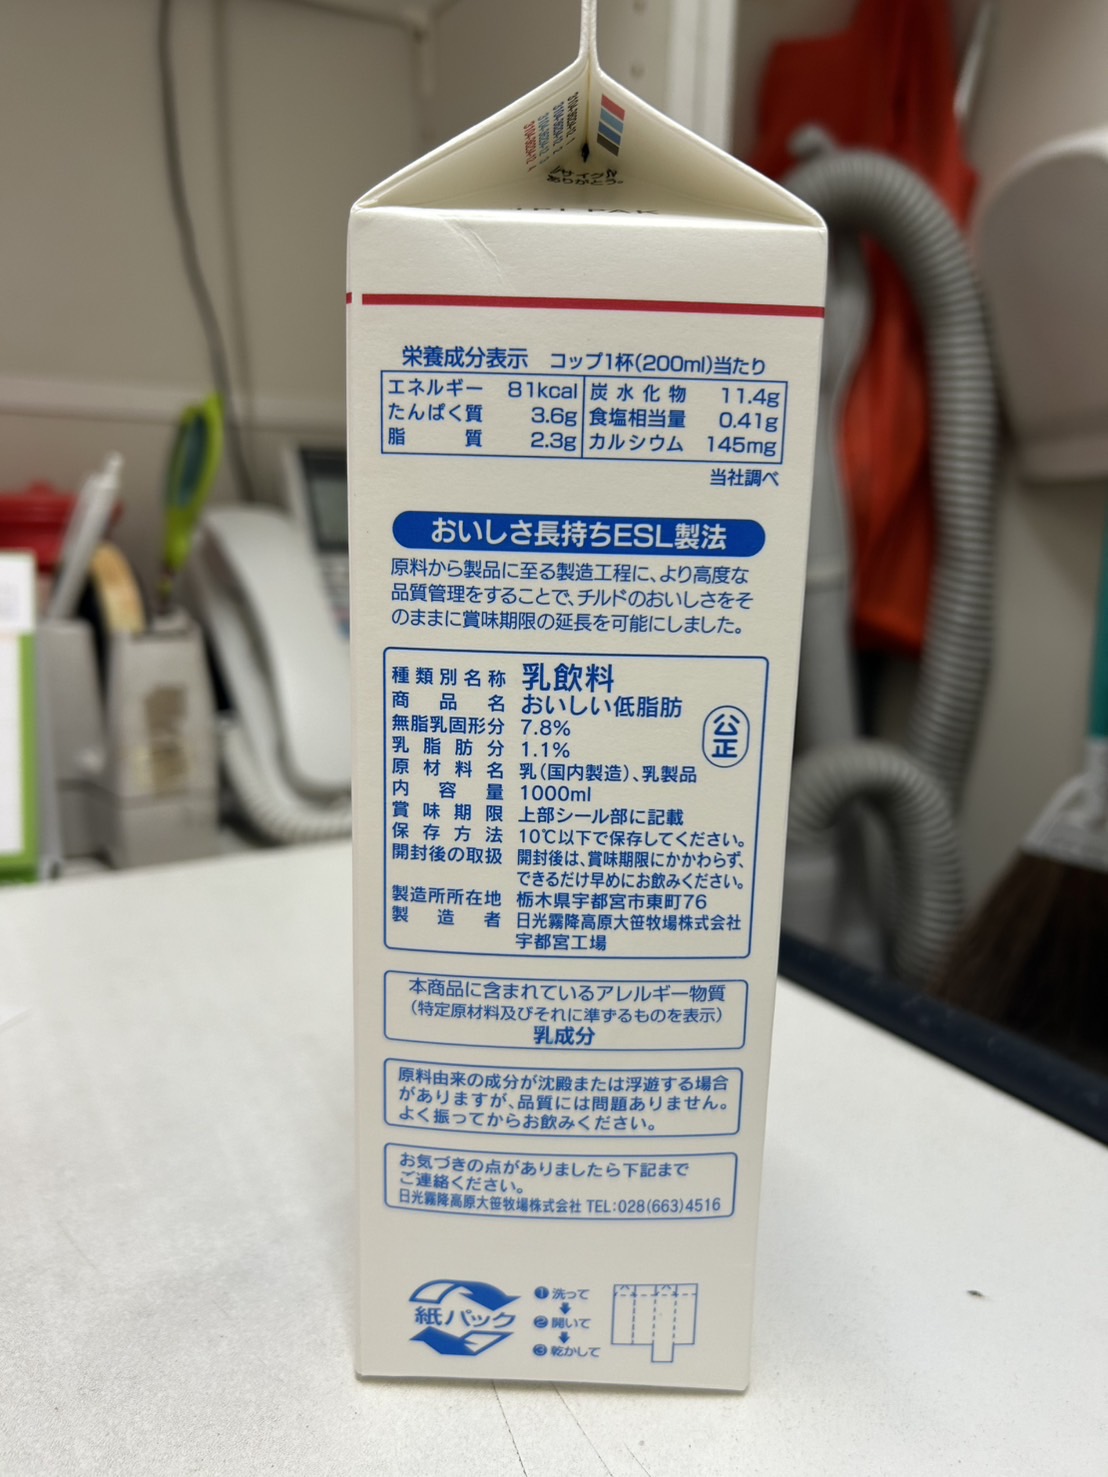 リサイクル
ありがとう。
栄養成分表示 コップ1杯(200ml)当たり
エネルギー 81kcal 炭水化物 11.4g
たんぱく質 3.6g 食塩相当量 0.41g
脂質 2.3g カルシウム 145mg
当社調べ
おいしさ長持ちESL製法
原料から製品に至る製造工程に、より高度な
品質管理をすることで、チルドのおいしさをそ
のままに賞味期限の延長を可能にしました。
種類別名称 乳飲料
商品名 おいしい低脂肪
無脂乳固形分 7.8%
乳脂肪分 1.1%
公正
原材料名 乳(国内製造)、乳製品
内容量 1000ml
賞味期限 上部シール部に記載
保存方法 10℃以下で保存してください。
開封後の取扱 開封後は、賞味期限にかかわらず、
できるだけ早めにお飲みください。
製造所所在地 栃木県宇都宮市東町76
製造者 日光霧降高原大笹牧場株式会社
宇都宮工場
本商品に含まれているアレルギー物質
(特定原材料及びそれに準ずるものを表示)
乳成分
原料由来の成分が沈殿または浮遊する場合
がありますが、品質には問題ありません。
よく振ってからお飲みください。
お気づきの点がありましたら下記まで
ご連絡ください。
日光霧降高原大笹牧場株式会社 TEL:028(663)4516
紙パック
❶洗って
❷開いて
❸乾かして